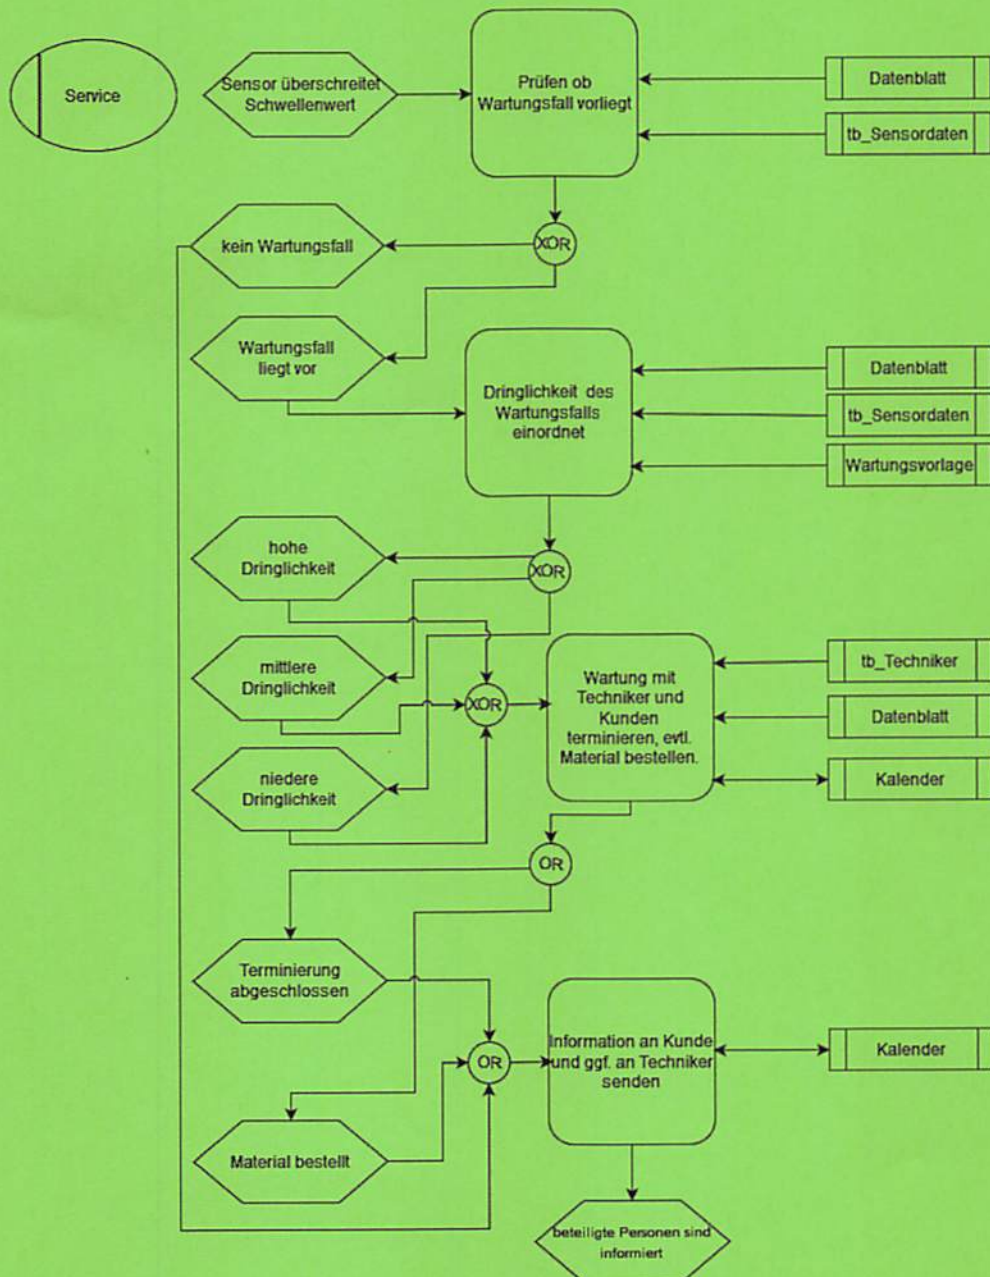 Service
Sensor überschreitet
Schwellenwert
Prüfen ob
Wartungsfall vorliegt
Datenblatt
tb_Sensordaten
kein Wartungsfall
XOR
Wartungsfall
liegt vor
Dringlichkeit des
Wartungsfalls
einordnet
Datenblatt
tb_Sensordaten
Wartungsvorlage
hohe
Dringlichkeit
XOR
mittlere
Dringlichkeit
XOR
Wartung mit
Techniker und
Kunden
terminieren, evtl.
Material bestellen.
tb_Techniker
Datenblatt
Kalender
niedere
Dringlichkeit
OR
Terminierung
abgeschlossen
OR
Information an Kunde
und ggf. an Techniker
senden
Kalender
Material bestellt
beteiligte Personen sind
informiert